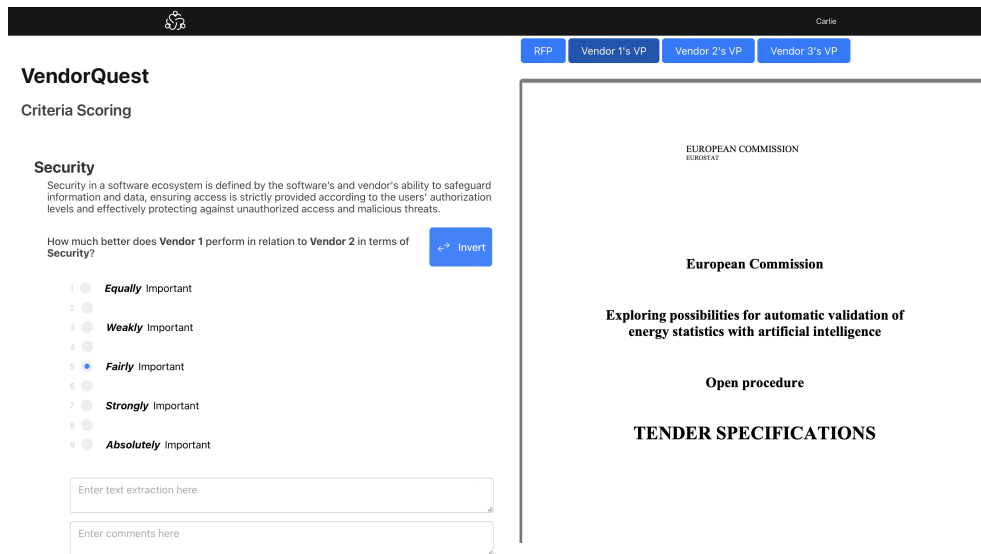 Carlie
VendorQuest
Criteria Scoring
Security
Security in a software ecosystem is defined by the software's and vendor's ability to safeguard
information and data, ensuring access is strictly provided according to the users' authorization
levels and effectively protecting against unauthorized access and malicious threats.
How much better does Vendor 1 perform in relation to Vendor 2 in terms of
Security?
Invert
1 Equally Important
2
3 Weakly Important
4
5 Fairly Important
6
7 Strongly Important
8
9 Absolutely Important
Enter text extraction here
Enter comments here
RFP Vendor 1's VP Vendor 2's VP Vendor 3's VP
EUROPEAN COMMISSION
EUROSTAT
European Commission
Exploring possibilities for automatic validation of
energy statistics with artificial intelligence
Open procedure
TENDER SPECIFICATIONS